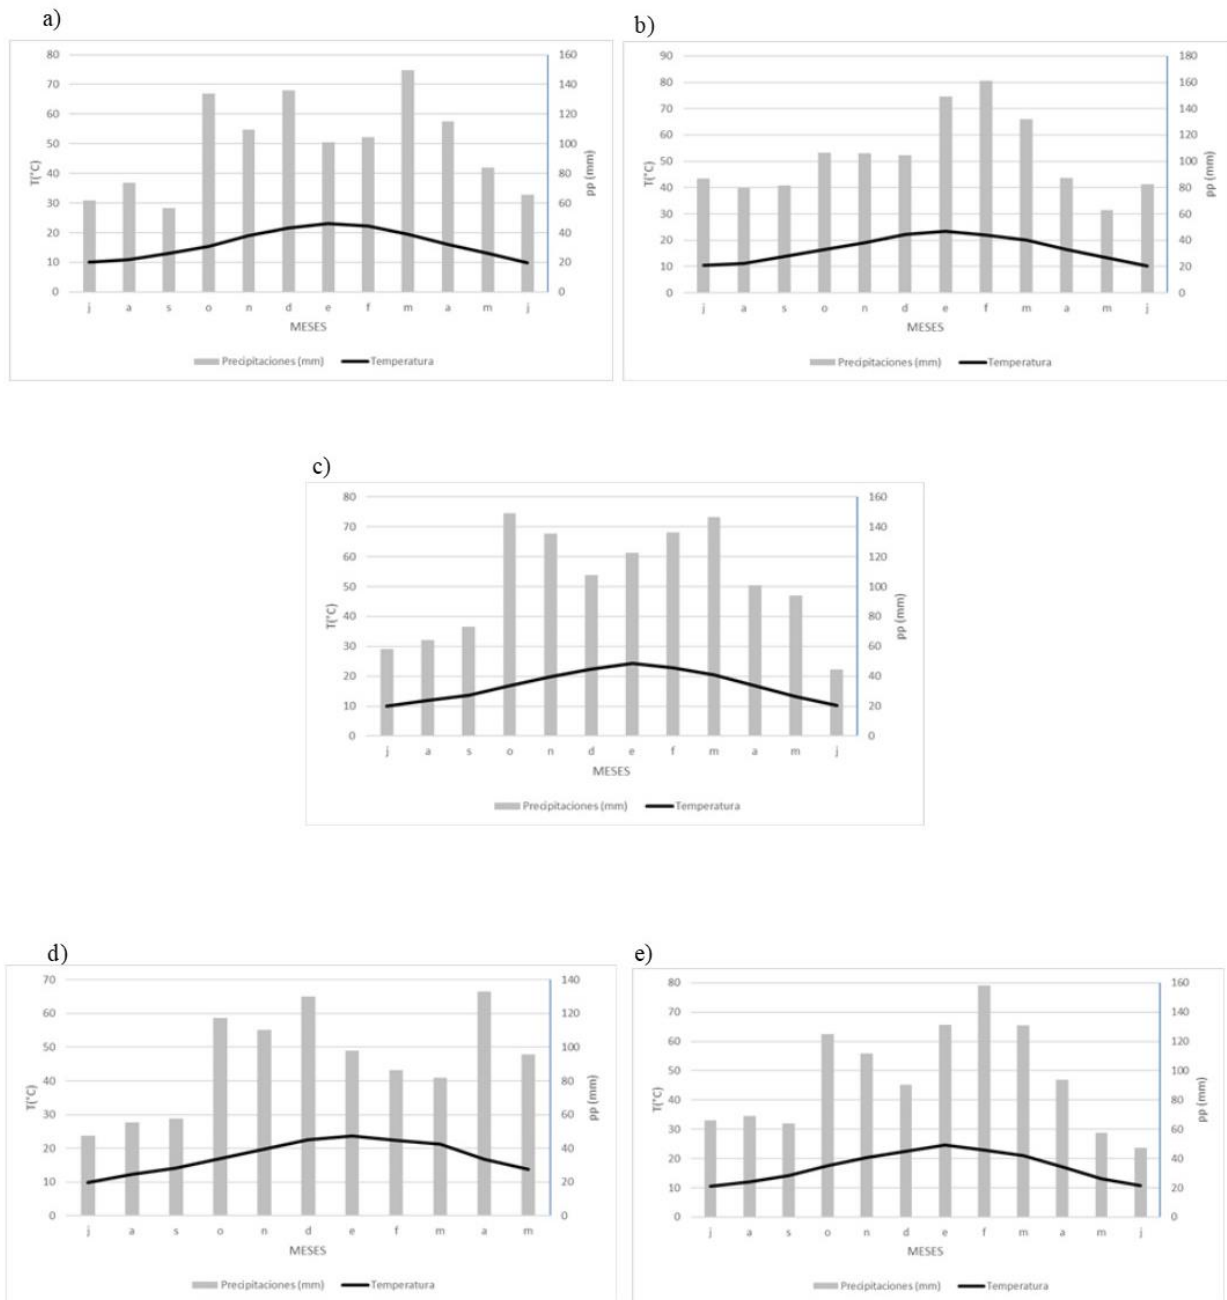 a)
80 160
70 140
60 120
50 100
40 80
30 60
20 40
10 20
0 0
T(°C)
pp (mm)
j a s o n d e f m a m j
MESES
Precipitaciones (mm) Temperatura
b)
90 180
80 160
70 140
60 120
50 100
40 80
30 60
20 40
10 20
0 0
T(°C)
pp (mm)
j a s o n d e f m a m j
MESES
Precipitaciones (mm) Temperatura
c)
80 160
70 140
60 120
50 100
40 80
30 60
20 40
10 20
0 0
T(°C)
pp (mm)
j a s o n d e f m a m j
MESES
Precipitaciones (mm) Temperatura
d)
70 140
60 120
50 100
40 80
30 60
20 40
10 20
0 0
T(°C)
pp (mm)
j a s o n d e f m a m
MESES
Precipitaciones (mm) Temperatura
e)
80 160
70 140
60 120
50 100
40 80
30 60
20 40
10 20
0 0
T(°C)
pp (mm)
j a s o n d e f m a m j
MESES
Precipitaciones (mm) Temperatura